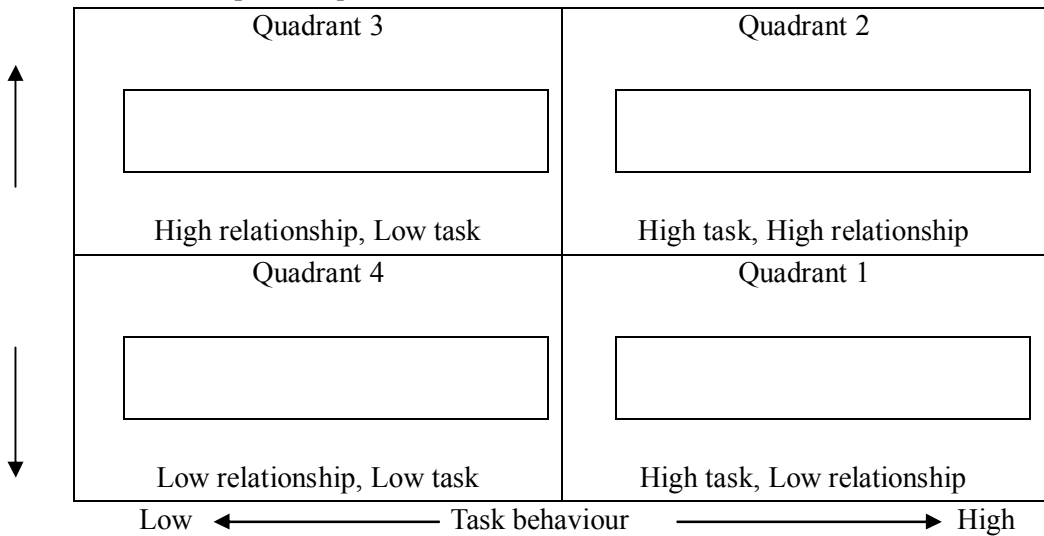 Quadrant 3
Quadrant 2
High relationship, Low task
High task, High relationship
Quadrant 4
Quadrant 1
Low relationship, Low task
High task, Low relationship
Low Task behaviour High